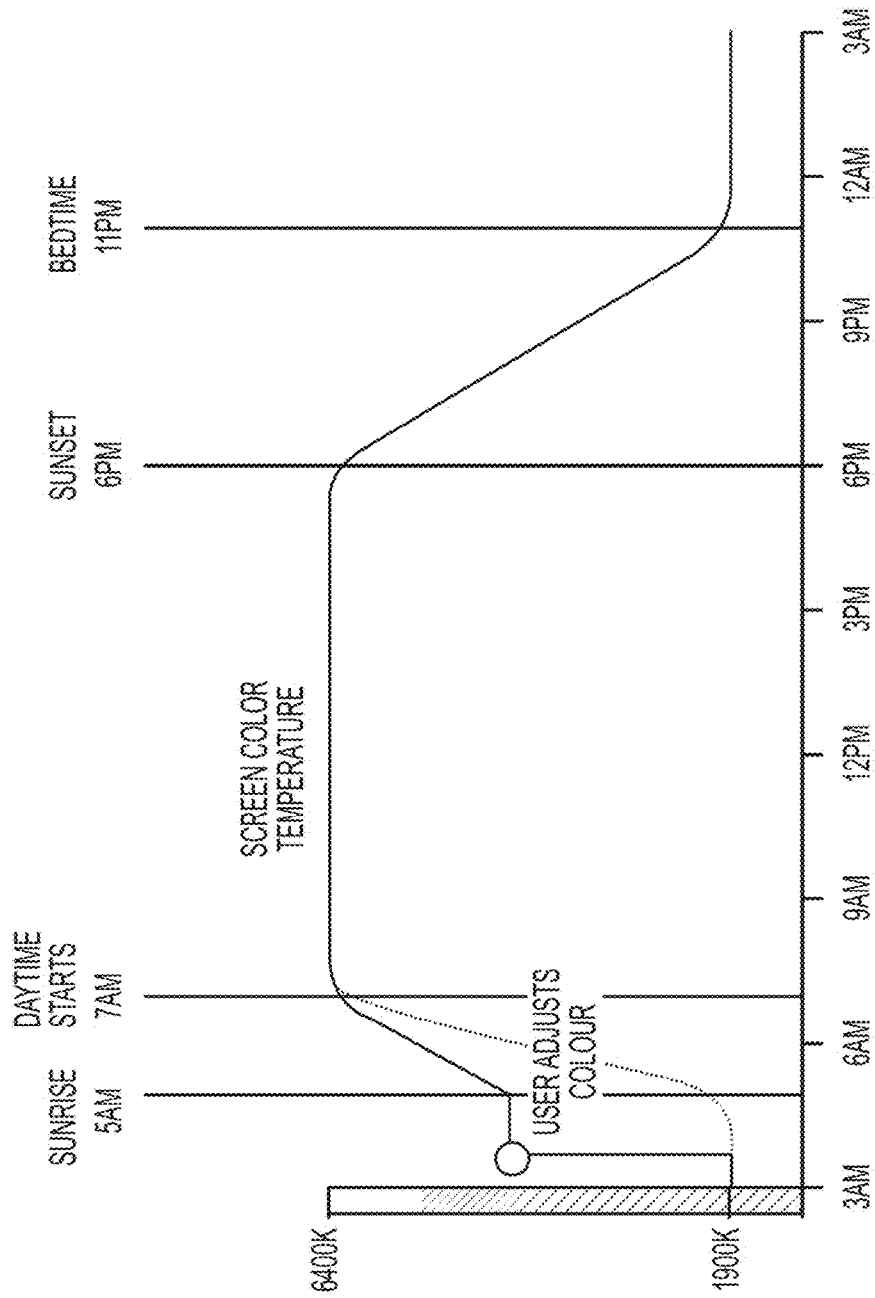 SUNRISE
5AM
DAYTIME
STARTS
7AM
SUNSET
6PM
BEDTIME
11PM
SCREEN COLOR
TEMPERATURE
USER ADJUSTS
COLOUR
6400K
1900K
3AM
6AM
9AM
12PM
3PM
6PM
9PM
12AM
3AM